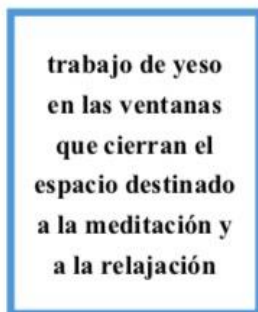 trabajo de yeso
en las ventanas
que cierran el
espacio destinado
a la meditación y
a la relajación